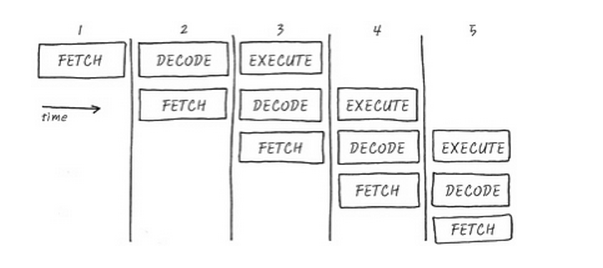 1 2 3 4 5
FETCH DECODE EXECUTE
time FETCH DECODE EXECUTE
FETCH DECODE EXECUTE
FETCH DECODE
FETCH